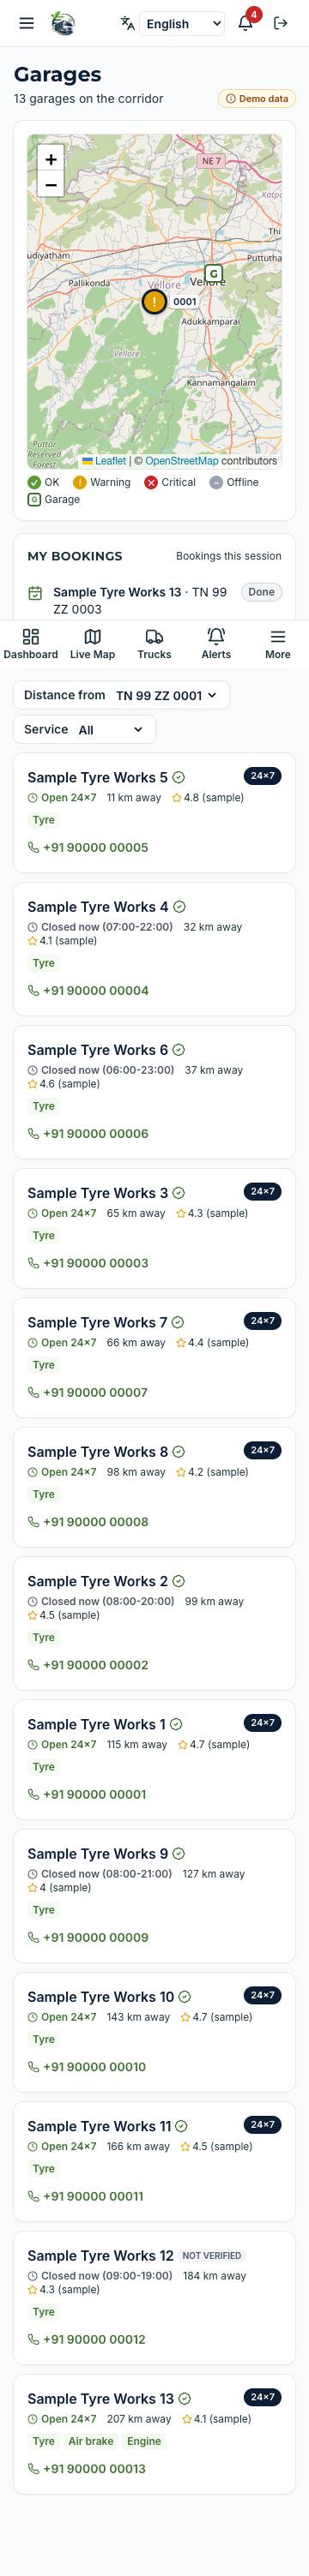 English
4
Garages
13 garages on the corridor
Demo data
+
−
NE 7
Thi
udiyatham
Pallikonda
Vellore
Vellore
Puttutha
G
!
0001
Adukkamparai
Vellore
Kannamangalam
Puttur
Reserved
Forest
Leaflet | © OpenStreetMap contributors
OK
! Warning
Critical
Offline
G Garage
MY BOOKINGS
Bookings this session
Sample Tyre Works 13 · TN 99
ZZ 0003
Done
Dashboard
Live Map
Trucks
Alerts
More
Distance from TN 99 ZZ 0001
Service All
Sample Tyre Works 5
24×7
Open 24×7 11 km away 4.8 (sample)
Tyre
+91 90000 00005
Sample Tyre Works 4
Closed now (07:00-22:00) 32 km away
4.1 (sample)
Tyre
+91 90000 00004
Sample Tyre Works 6
Closed now (06:00-23:00) 37 km away
4.6 (sample)
Tyre
+91 90000 00006
Sample Tyre Works 3
24×7
Open 24×7 65 km away 4.3 (sample)
Tyre
+91 90000 00003
Sample Tyre Works 7
24×7
Open 24×7 66 km away 4.4 (sample)
Tyre
+91 90000 00007
Sample Tyre Works 8
24×7
Open 24×7 98 km away 4.2 (sample)
Tyre
+91 90000 00008
Sample Tyre Works 2
Closed now (08:00-20:00) 99 km away
4.5 (sample)
Tyre
+91 90000 00002
Sample Tyre Works 1
24×7
Open 24×7 115 km away 4.7 (sample)
Tyre
+91 90000 00001
Sample Tyre Works 9
Closed now (08:00-21:00) 127 km away
4 (sample)
Tyre
+91 90000 00009
Sample Tyre Works 10
24×7
Open 24×7 143 km away 4.7 (sample)
Tyre
+91 90000 00010
Sample Tyre Works 11
24×7
Open 24×7 166 km away 4.5 (sample)
Tyre
+91 90000 00011
Sample Tyre Works 12 NOT VERIFIED
Closed now (09:00-19:00) 184 km away
4.3 (sample)
Tyre
+91 90000 00012
Sample Tyre Works 13
24×7
Open 24×7 207 km away 4.1 (sample)
Tyre Air brake Engine
+91 90000 00013